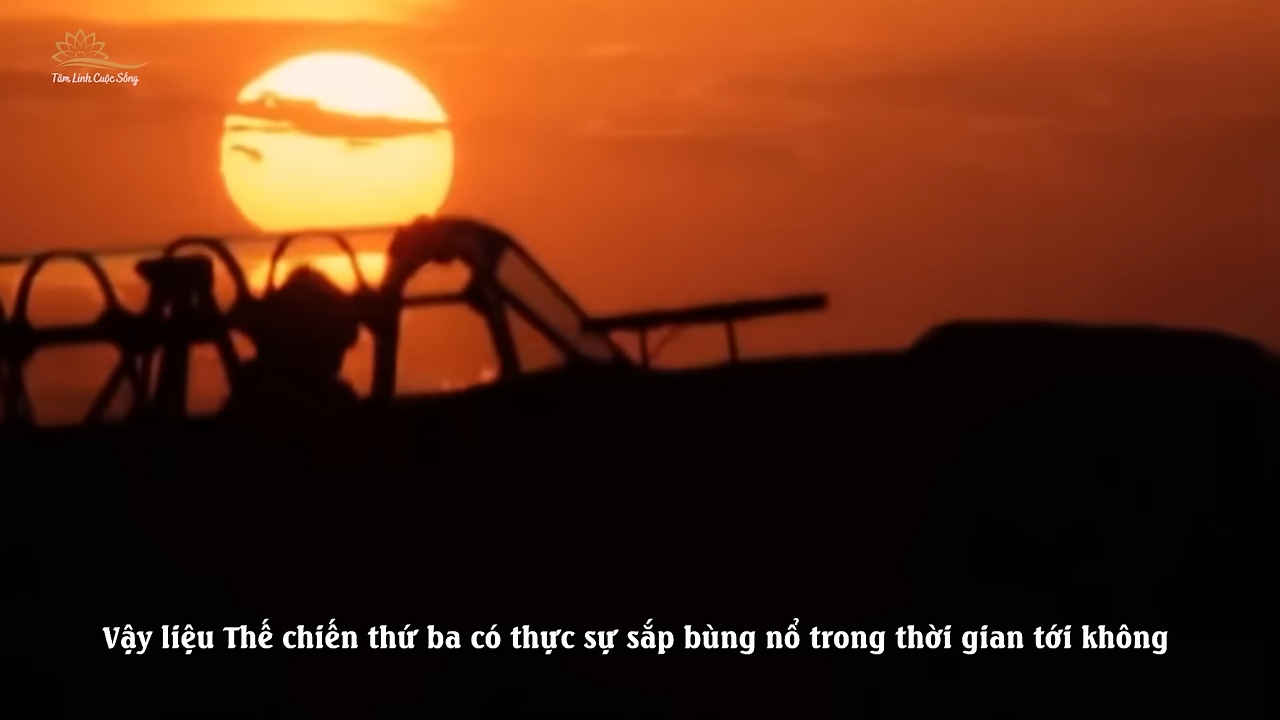 Tâm Linh Cuộc Sống
Vậy liệu Thế chiến thứ ba có thực sự sắp bùng nổ trong thời gian tới không